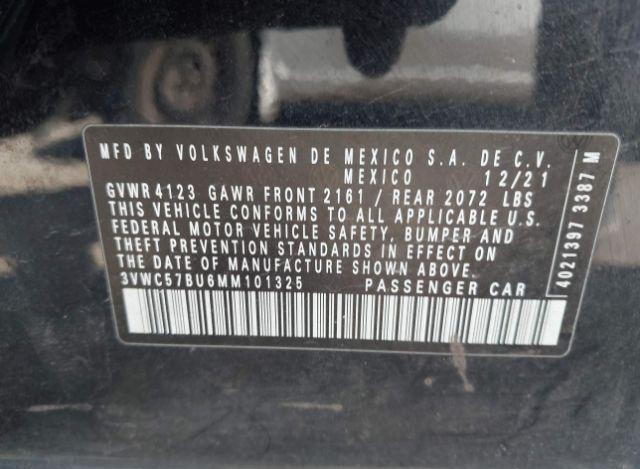 MFD BY VOLKSWAGEN DE MEXICO S.A. DE C.V.
MEXICO 12/21
GVWR 4123 GAWR FRONT 2161 / REAR 2072 LBS
THIS VEHICLE CONFORMS TO ALL APPLICABLE U.S.
FEDERAL MOTOR VEHICLE SAFETY, BUMPER AND
THEFT PREVENTION STANDARDS IN EFFECT ON
THE DATE OF MANUFACTURE SHOWN ABOVE.
3VWC57BU6MM101325 PASSENGER CAR
4021397 3387 M